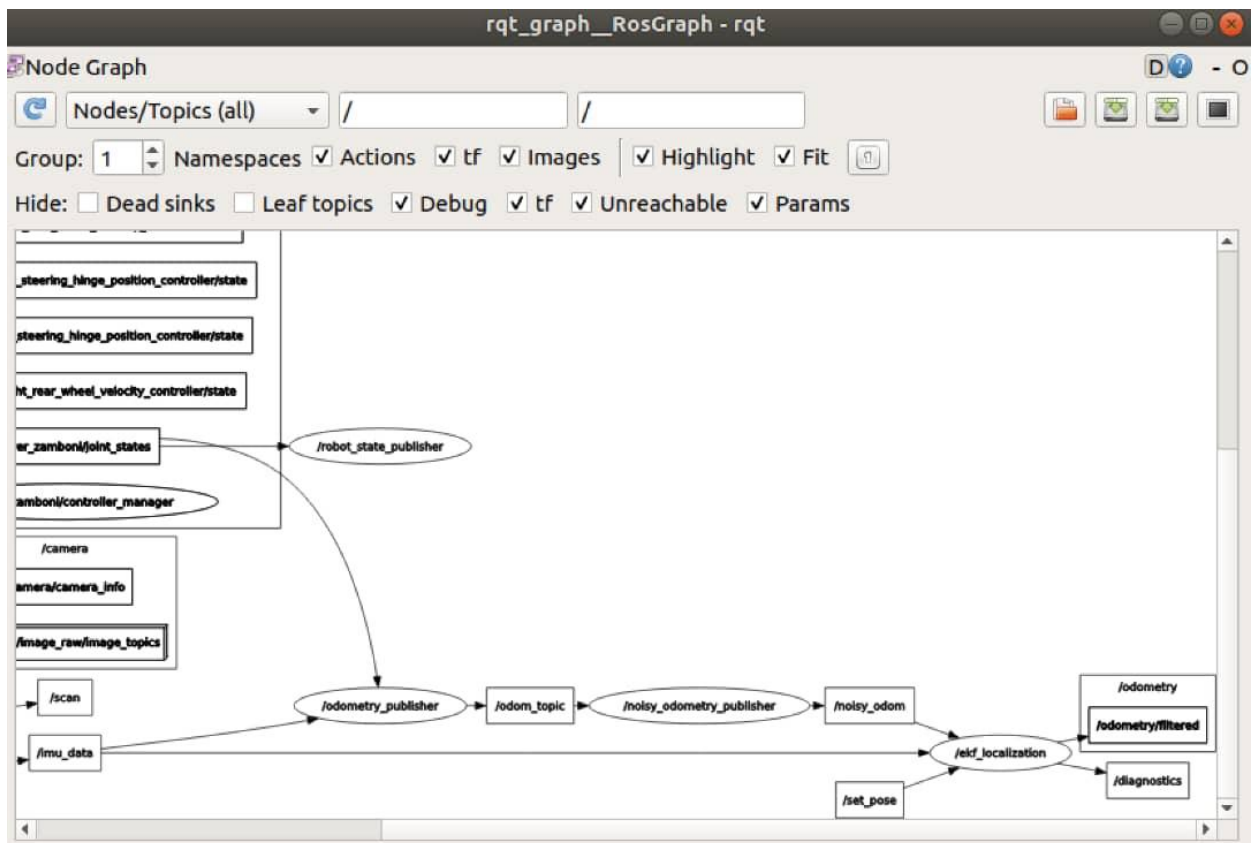 rqt_graph__RosGraph - rqt
Node Graph
D ? - O
Nodes/Topics (all) / /
Group: 1 Namespaces Actions tf Images Highlight Fit
Hide: Dead sinks Leaf topics Debug tf Unreachable Params
_steering_hinge_position_controller/state
steering_hinge_position_controller/state
ht_rear_wheel_velocity_controller/state
er_zamboni/joint_states
/robot_state_publisher
amboni/controller_manager
/camera
amera/camera_info
/image_raw/image_topics
/scan
/odometry_publisher
/odom_topic
/noisy_odometry_publisher
/noisy_odom
/odometry
/odometry/filtered
/imu_data
/ekf_localization
/diagnostics
/set_pose